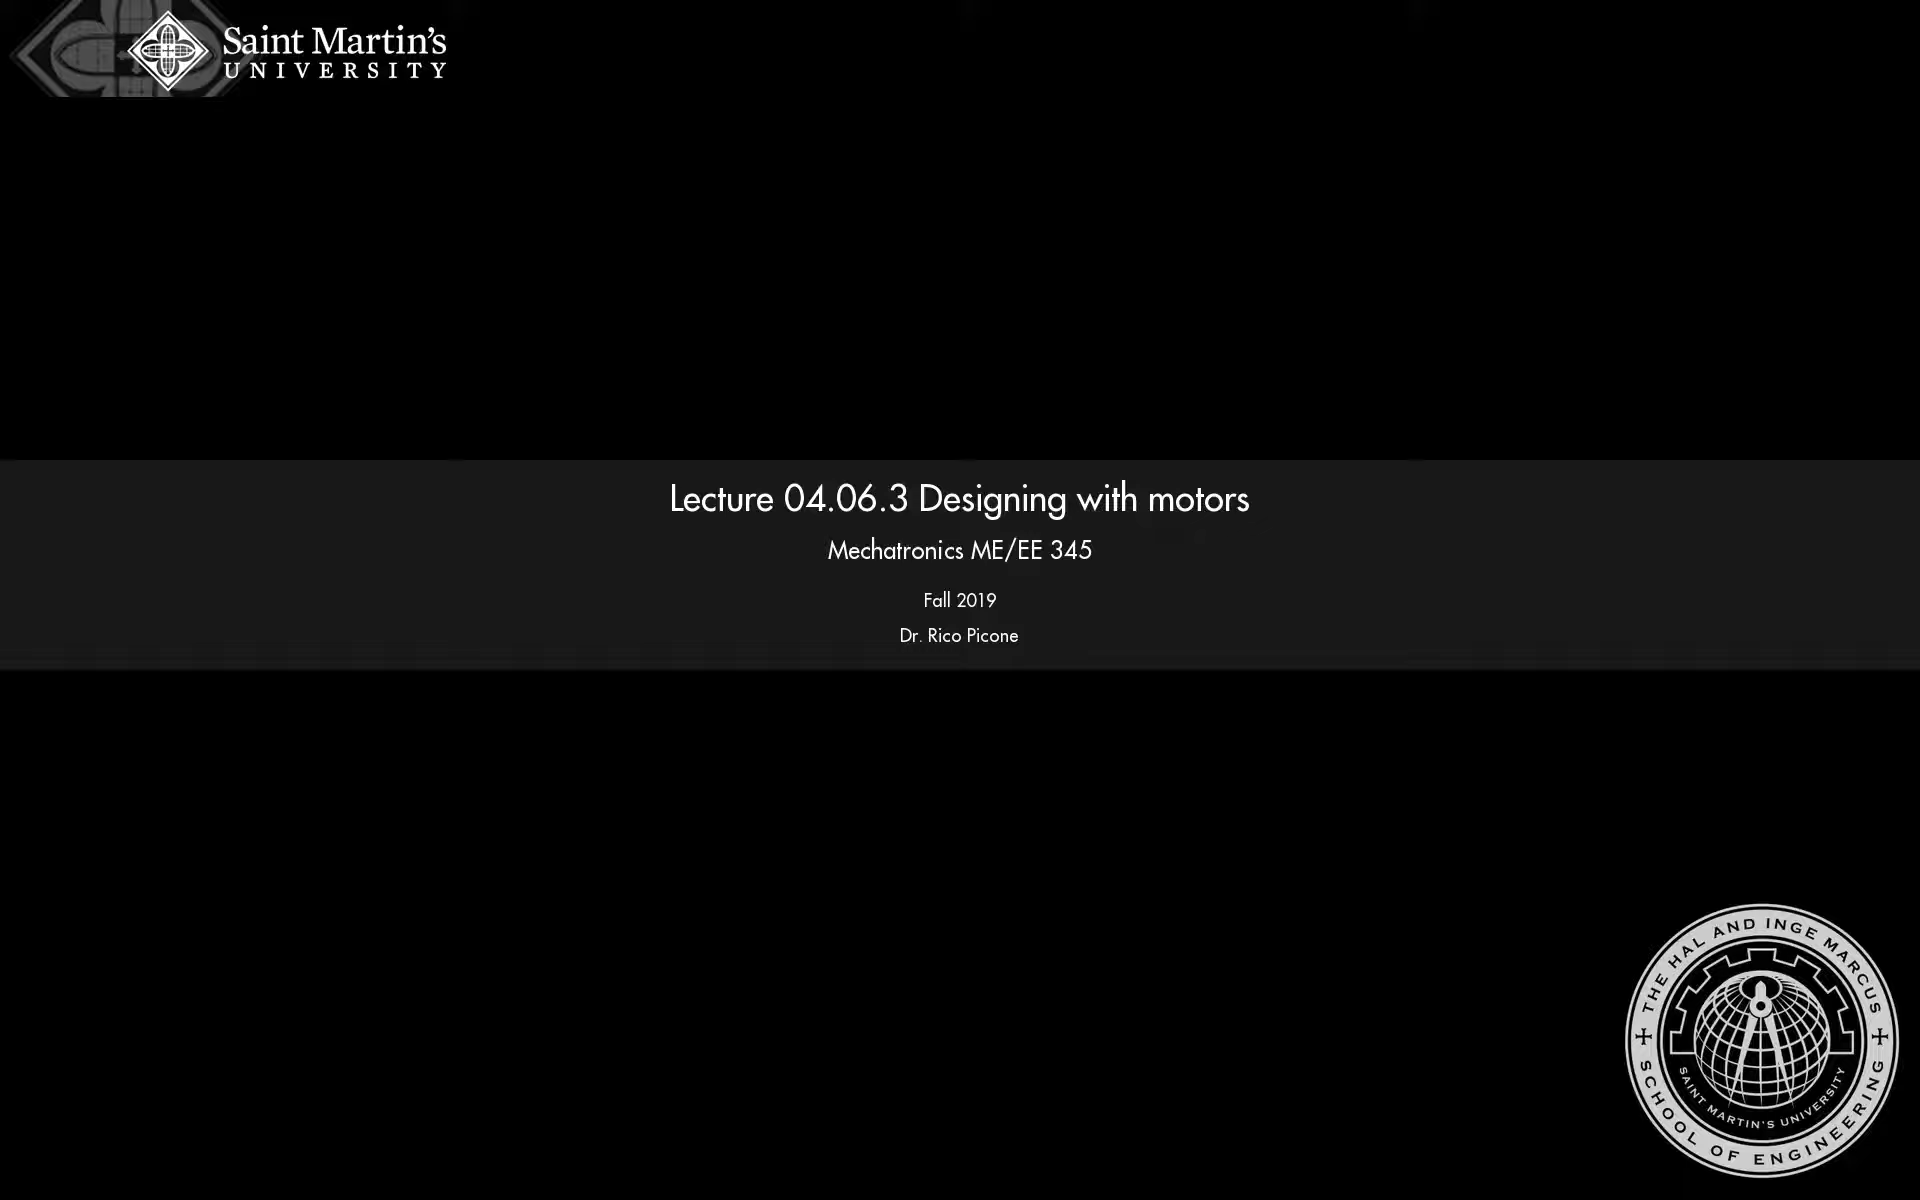 Saint Martin's
UNIVERSITY
Lecture 04.06.3 Designing with motors
Mechatronics ME/EE 345
Fall 2019
Dr. Rico Picone
THE HAL AND INGE MARCUS
SCHOOL OF ENGINEERING
SAINT MARTIN'S UNIVERSITY